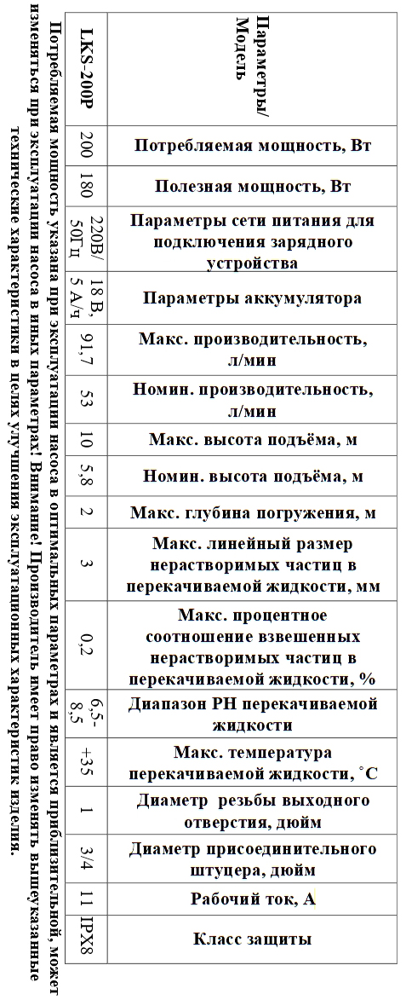 Параметры/
Модель
LKS-200P
Потребляемая мощность, Вт
200
Полезная мощность, Вт
180
Параметры сети питания для
подключения зарядного
устройства
220В/
50Гц
Параметры аккумулятора
18 В,
5 А/ч
Макс. производительность,
л/мин
91,7
Номин. производительность,
л/мин
53
Макс. высота подъёма, м
10
Номин. высота подъёма, м
5,8
Макс. глубина погружения, м
2
Макс. линейный размер
нерастворимых частиц в
перекачиваемой жидкости, мм
3
Макс. процентное
соотношение взвешенных
нерастворимых частиц в
перекачиваемой жидкости, %
0,2
Диапазон РН перекачиваемой
жидкости
6,5-
8,5
Макс. температура
перекачиваемой жидкости, ˚С
+35
Диаметр резьбы выходного
отверстия, дюйм
1
Диаметр присоединительного
штуцера, дюйм
3/4
Рабочий ток, А
11
Класс защиты
IPX8
Потребляемая мощность указана при эксплуатации насоса в оптимальных параметрах и является приблизительной, может
изменяться при эксплуатации насоса в иных параметрах! Внимание! Производитель имеет право изменять вышеуказанные
технические характеристики в целях улучшения эксплуатационных характеристик изделия.